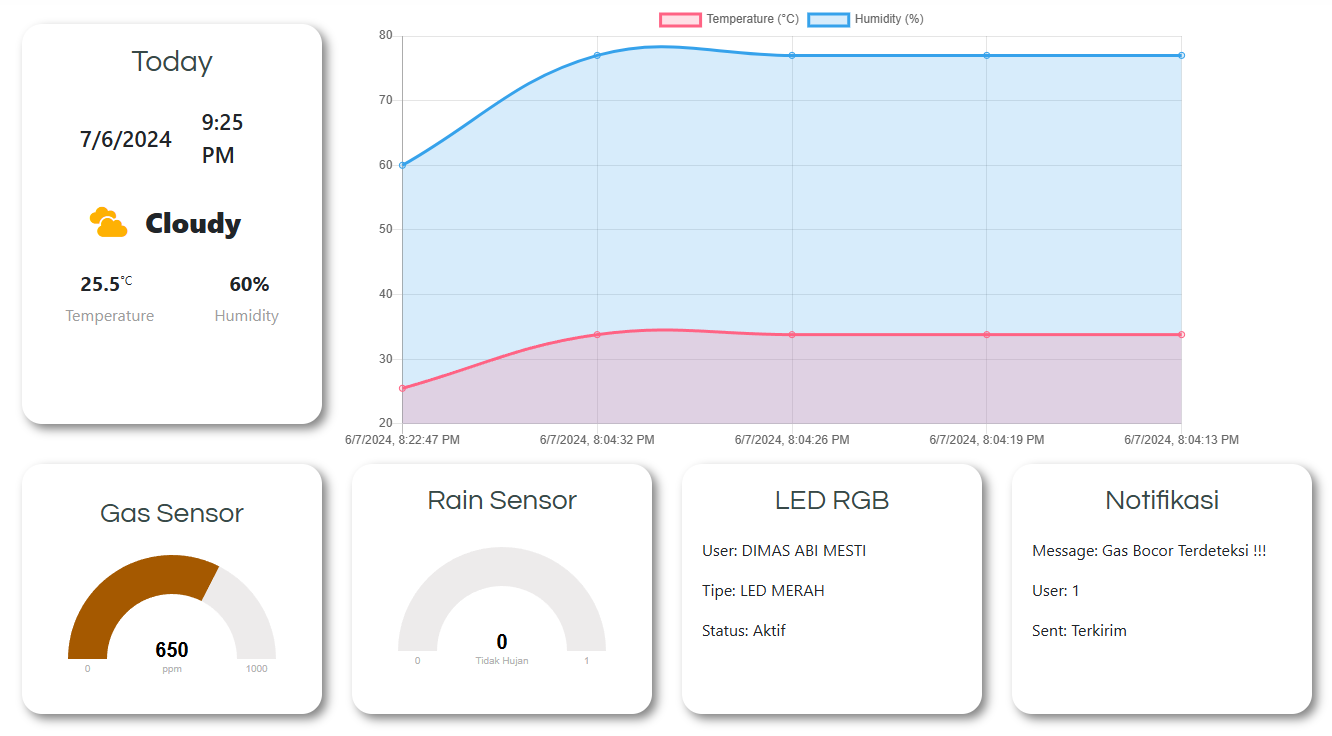 Today
7/6/2024
9:25
PM
Cloudy
25.5°C
60%
Temperature
Humidity
Temperature (°C)
Humidity (%)
80
70
60
50
40
30
20
6/7/2024, 8:22:47 PM
6/7/2024, 8:04:32 PM
6/7/2024, 8:04:26 PM
6/7/2024, 8:04:19 PM
6/7/2024, 8:04:13 PM
Gas Sensor
650
0
ppm
1000
Rain Sensor
0
0
Tidak Hujan
1
LED RGB
User: DIMAS ABI MESTI
Tipe: LED MERAH
Status: Aktif
Notifikasi
Message: Gas Bocor Terdeteksi !!!
User: 1
Sent: Terkirim